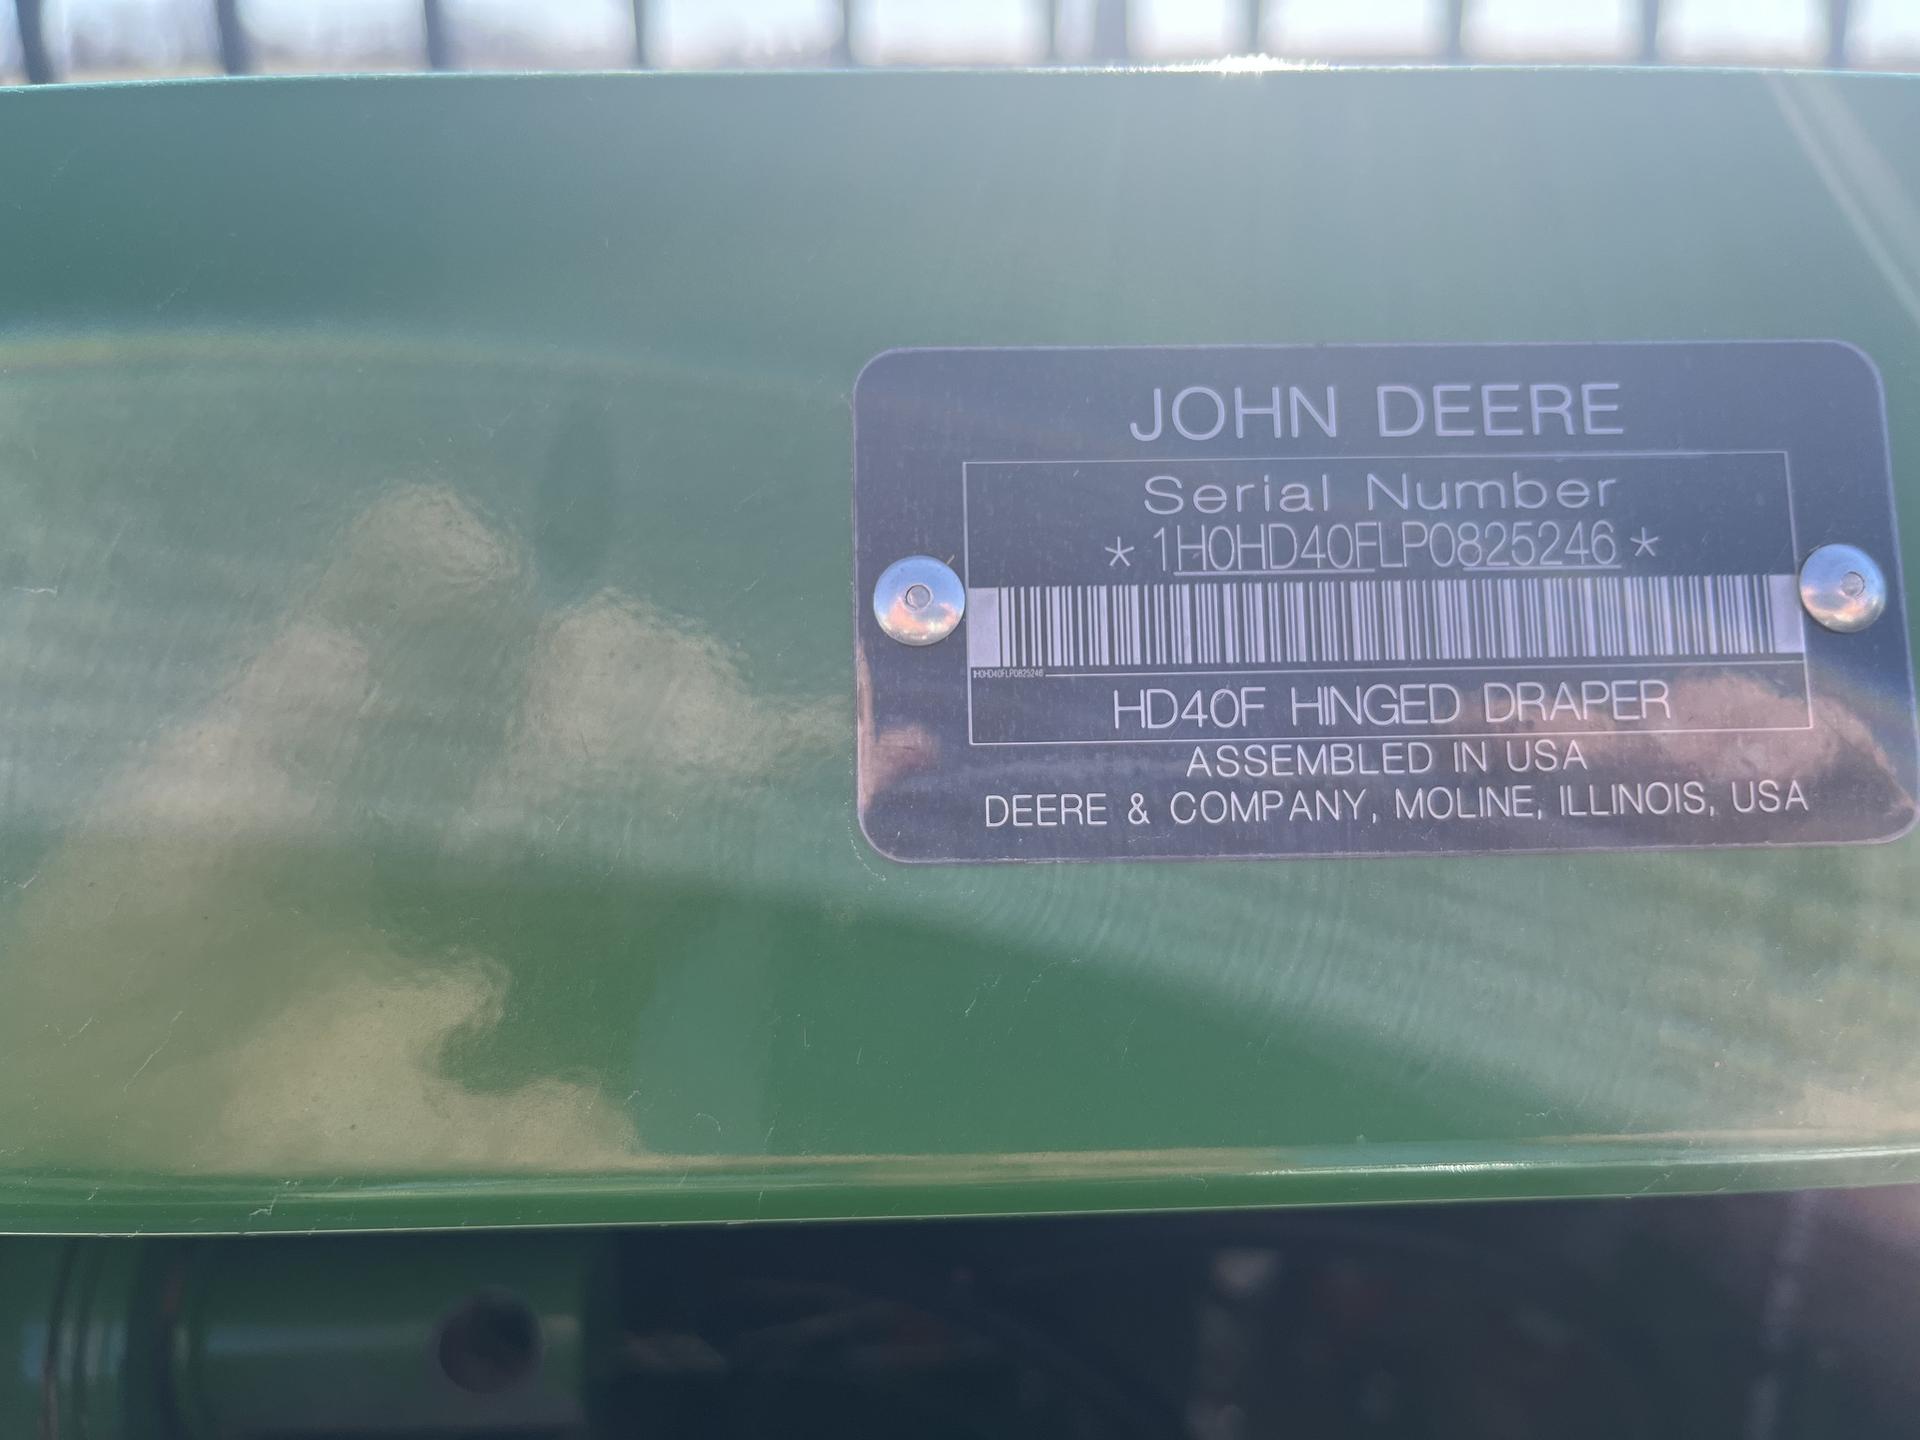 JOHN DEERE
Serial Number
*1H0HD40FLP0825246*
1H0HD40FLP0825246
HD40F HINGED DRAPER
ASSEMBLED IN USA
DEERE & COMPANY, MOLINE, ILLINOIS, USA